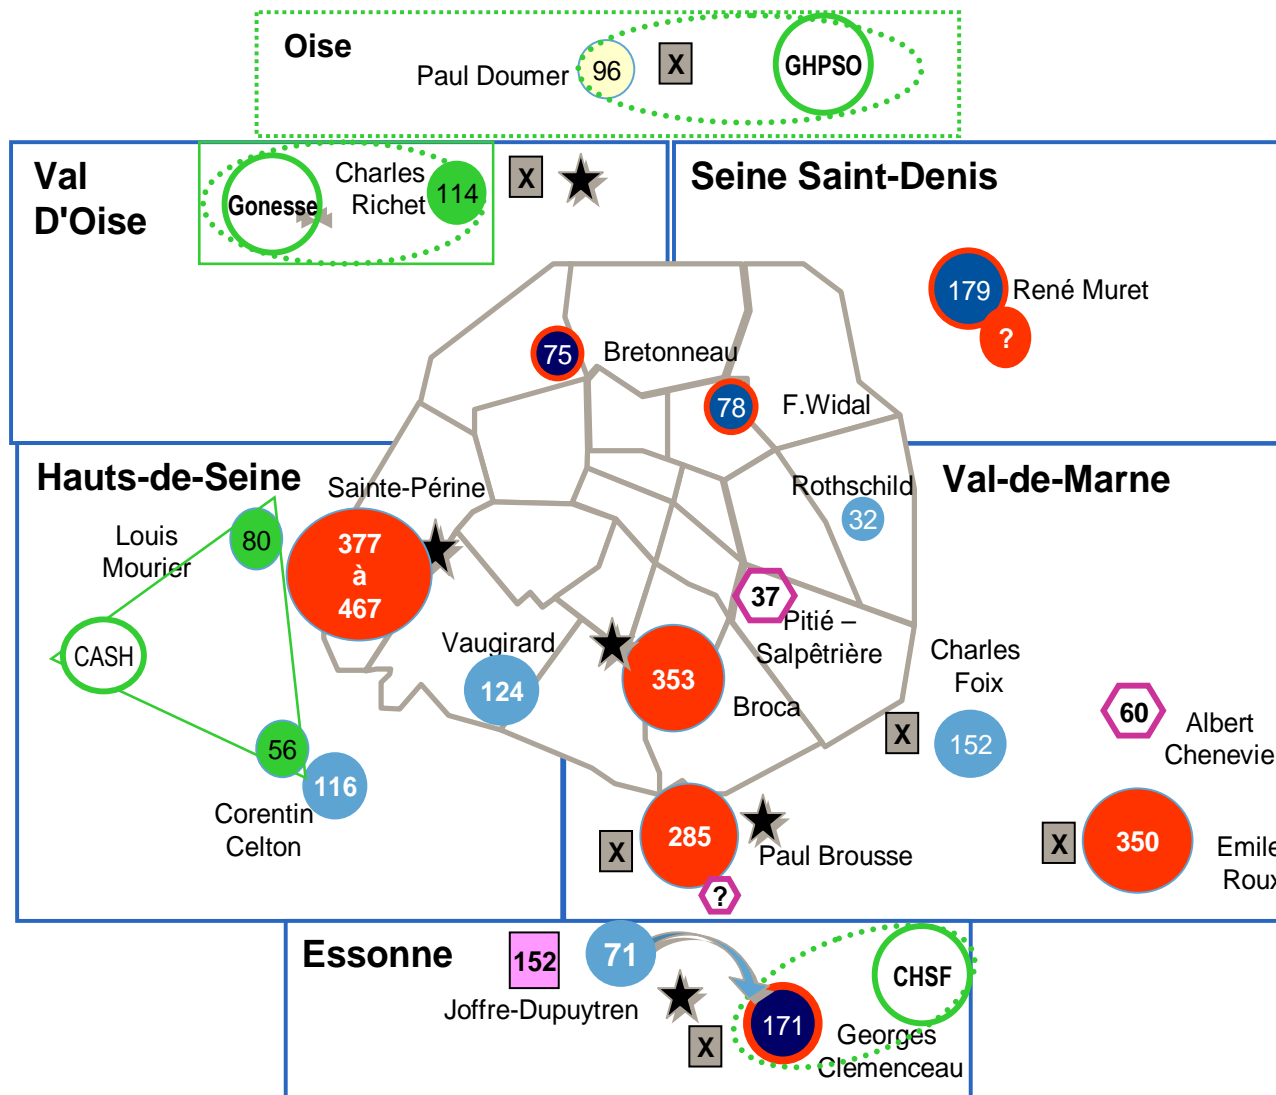 Oise
Paul Doumer
96
X
GHPSO
Val
D'Oise
Gonesse
Charles
Richet
114
X
Seine Saint-Denis
179
René Muret
?
75
Bretonneau
78
F.Widal
Hauts-de-Seine
Sainte-Périne
377
à
467
Louis
Mourier
80
CASH
56
116
Corentin
Celton
Vaugirard
124
Rothschild
32
37
Pitié –
Salpêtrière
353
Broca
Val-de-Marne
Charles
Foix
X
152
60
Albert
Chenevie
X
285
Paul Brousse
?
X
350
Emile
Roux
Essonne
152
71
Joffre-Dupuytren
X
171
CHSF
Georges
Clemenceau